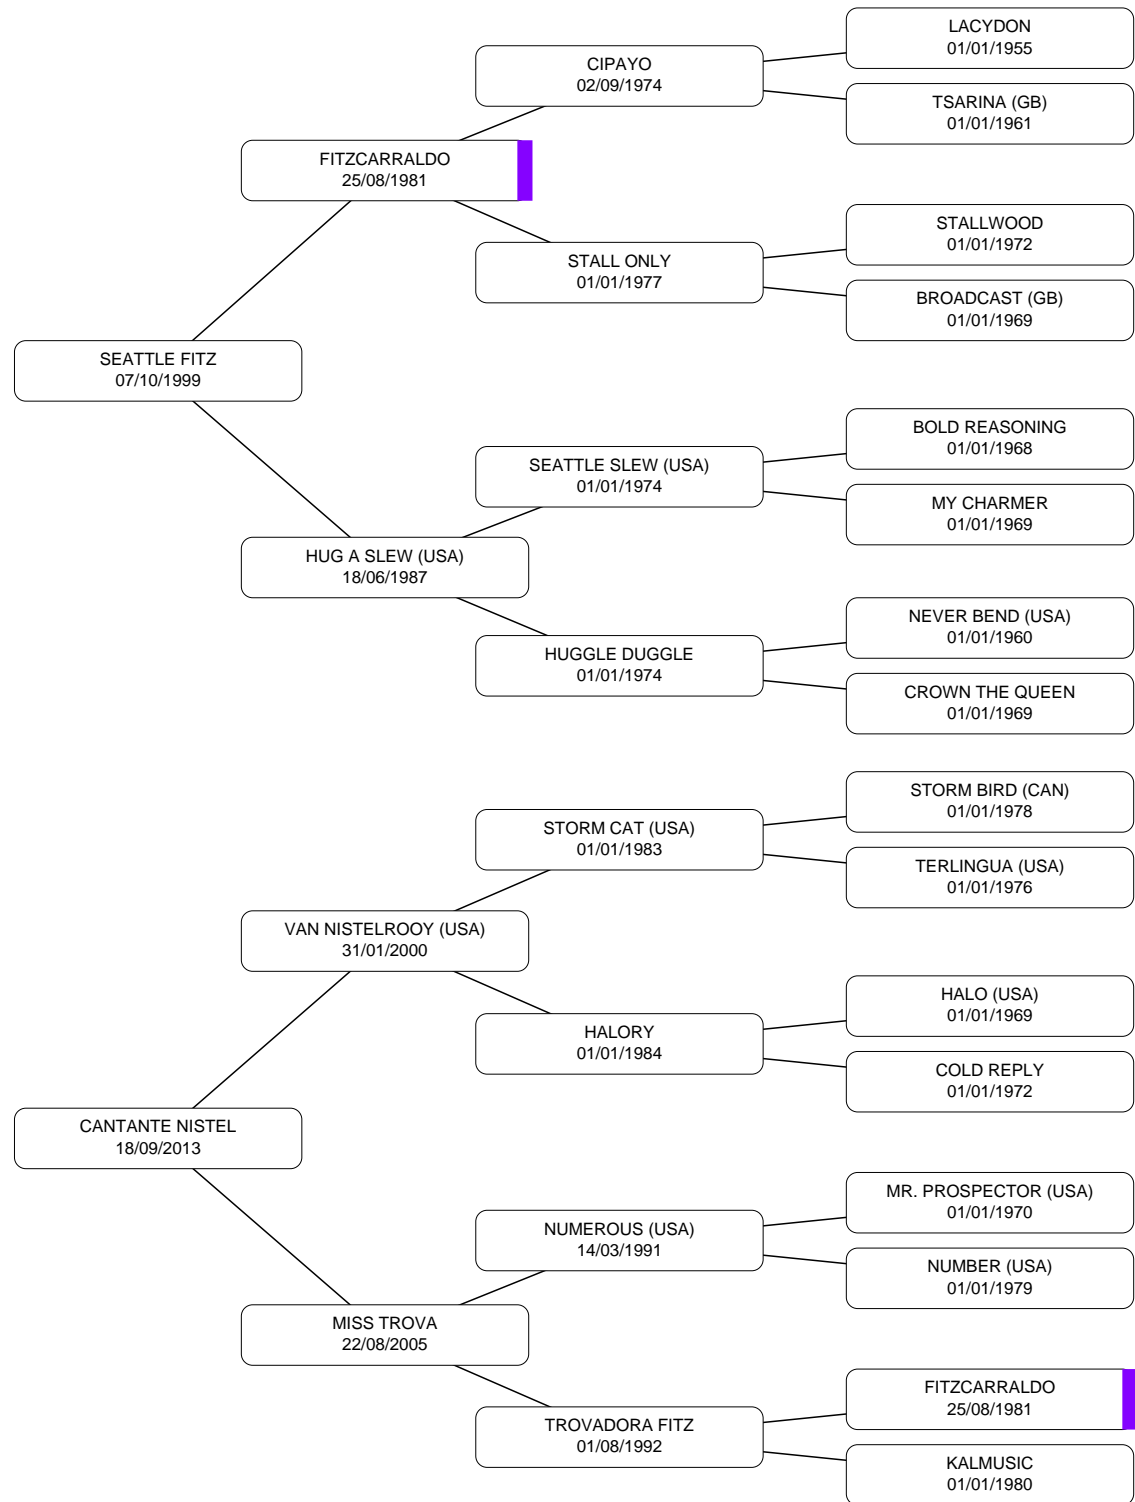 LACYDON
01/01/1955
CIPAYO
02/09/1974
TSARINA (GB)
01/01/1961
FITZCARRALDO
25/08/1981
STALLWOOD
01/01/1972
STALL ONLY
01/01/1977
BROADCAST (GB)
01/01/1969
SEATTLE FITZ
07/10/1999
BOLD REASONING
01/01/1968
SEATTLE SLEW (USA)
01/01/1974
MY CHARMER
01/01/1969
HUG A SLEW (USA)
18/06/1987
NEVER BEND (USA)
01/01/1960
HUGGLE DUGGLE
01/01/1974
CROWN THE QUEEN
01/01/1969
STORM BIRD (CAN)
01/01/1978
STORM CAT (USA)
01/01/1983
TERLINGUA (USA)
01/01/1976
VAN NISTELROOY (USA)
31/01/2000
HALO (USA)
01/01/1969
HALORY
01/01/1984
COLD REPLY
01/01/1972
CANTANTE NISTEL
18/09/2013
MR. PROSPECTOR (USA)
01/01/1970
NUMEROUS (USA)
14/03/1991
NUMBER (USA)
01/01/1979
MISS TROVA
22/08/2005
FITZCARRALDO
25/08/1981
TROVADORA FITZ
01/08/1992
KALMUSIC
01/01/1980